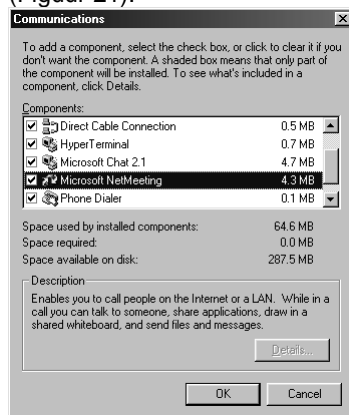 (Figuur 21).
Communications
To add a component, select the check box, or click to clear it if you
don't want the component. A shaded box means that only part of
the component will be installed. To see what's included in a
component, click Details.
Components:
Direct Cable Connection 0.5 MB
HyperTerminal 0.7 MB
Microsoft Chat 2.1 4.7 MB
Microsoft NetMeeting 4.3 MB
Phone Dialer 0.1 MB
Space used by installed components: 64.6 MB
Space required: 0.0 MB
Space available on disk: 287.5 MB
Description
Enables you to call people on the Internet or a LAN. While in a
call you can talk to someone, share applications, draw in a
shared whiteboard, and send files and messages.
Details...
OK Cancel